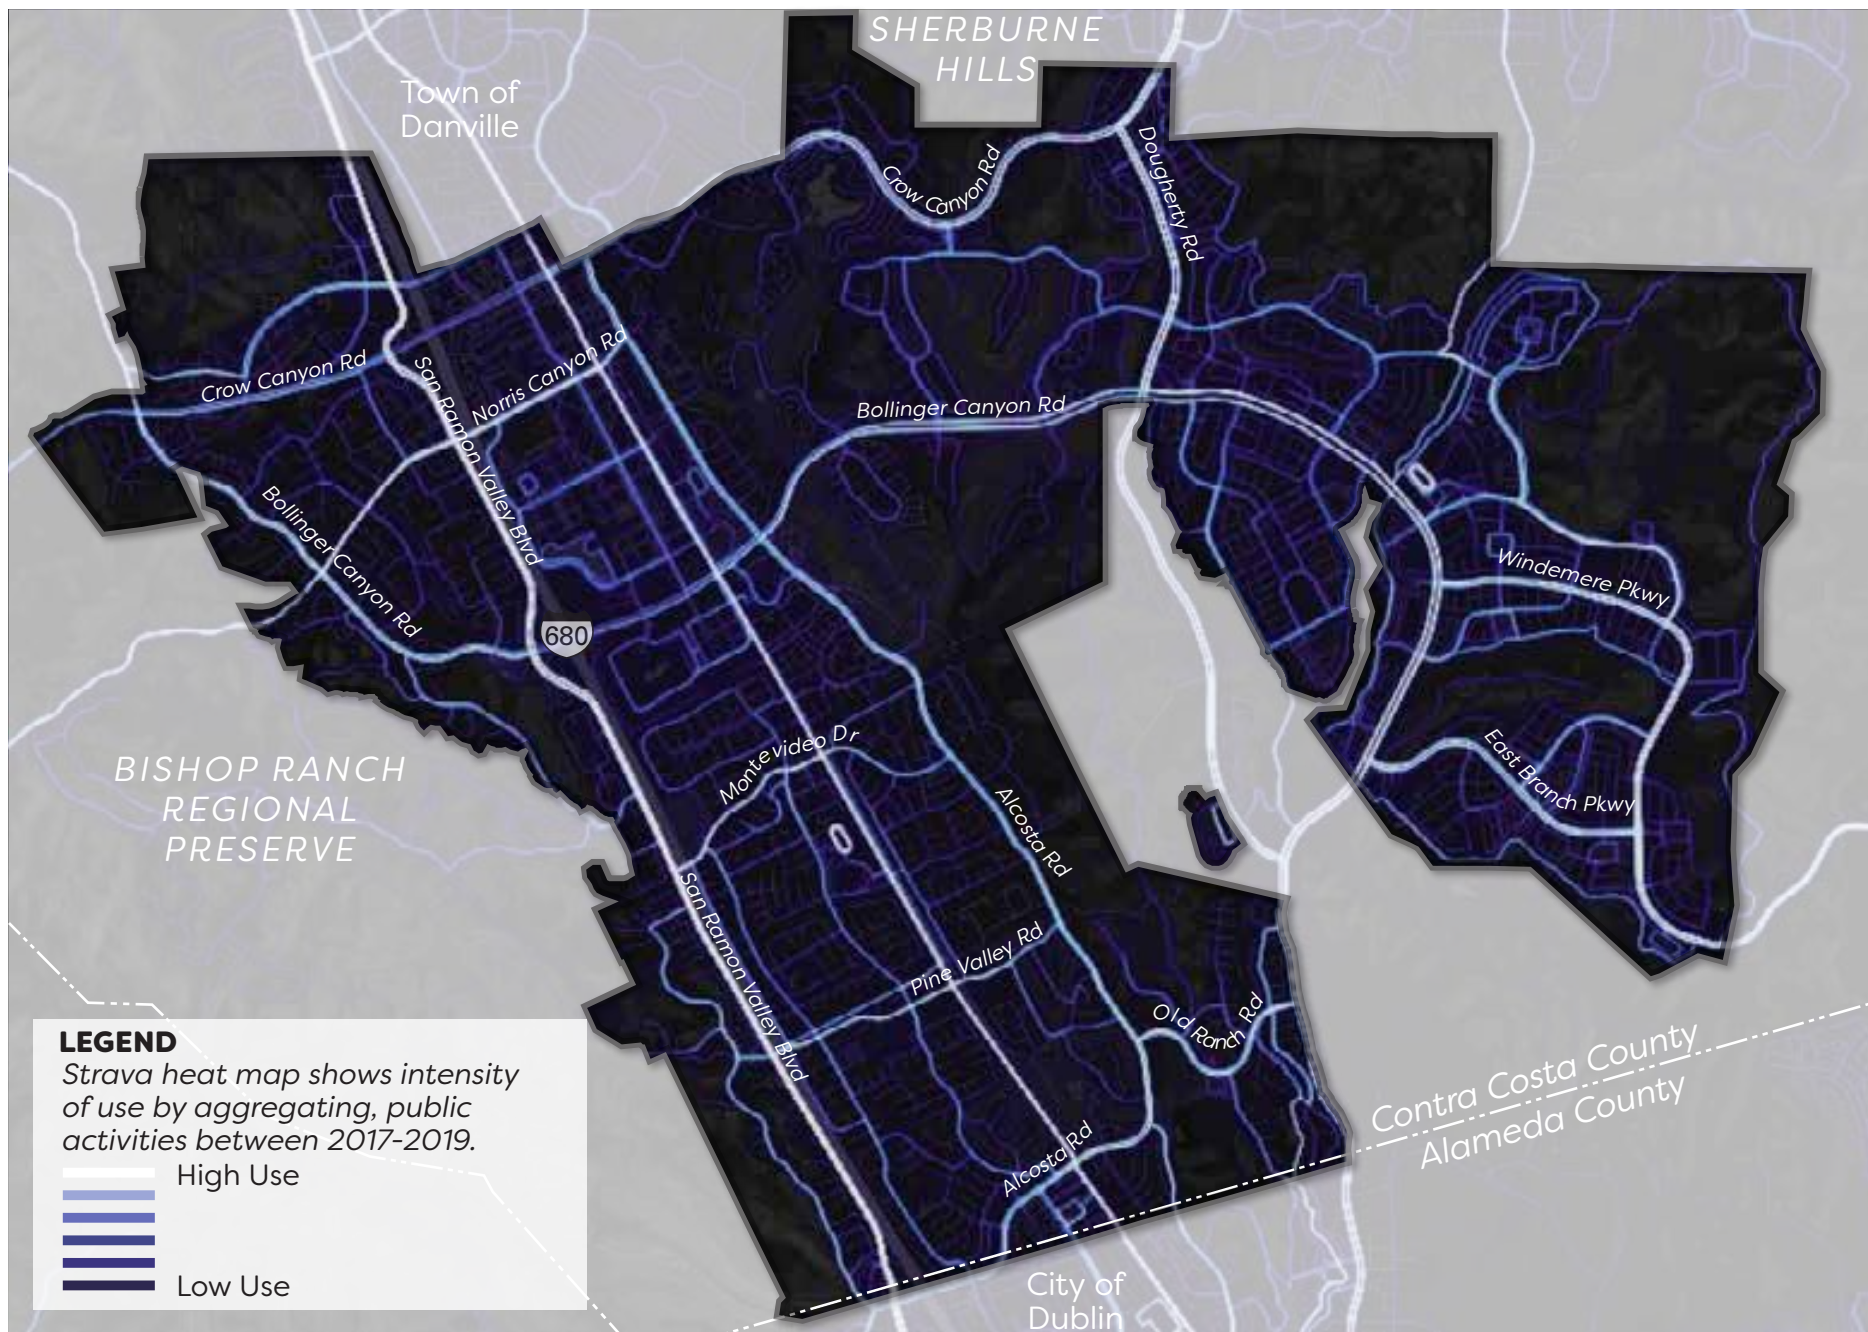 SHERBURNE
HILLS
Town of
Danville
Dougherty Rd
Crow Canyon Rd
Crow Canyon Rd
San Ramon Valley Blvd
Norris Canyon Rd
Bollinger Canyon Rd
Bollinger Canyon Rd
680
Windemere Pkwy
Montevideo Dr
East Branch Pkwy
BISHOP RANCH
REGIONAL
PRESERVE
Alcosta Rd
San Ramon Valley Blvd
Pine Valley Rd
Old Ranch Rd
Alcosta Rd
Contra Costa County
Alameda County
LEGEND
Strava heat map shows intensity
of use by aggregating, public
activities between 2017-2019.
High Use
Low Use
City of
Dublin